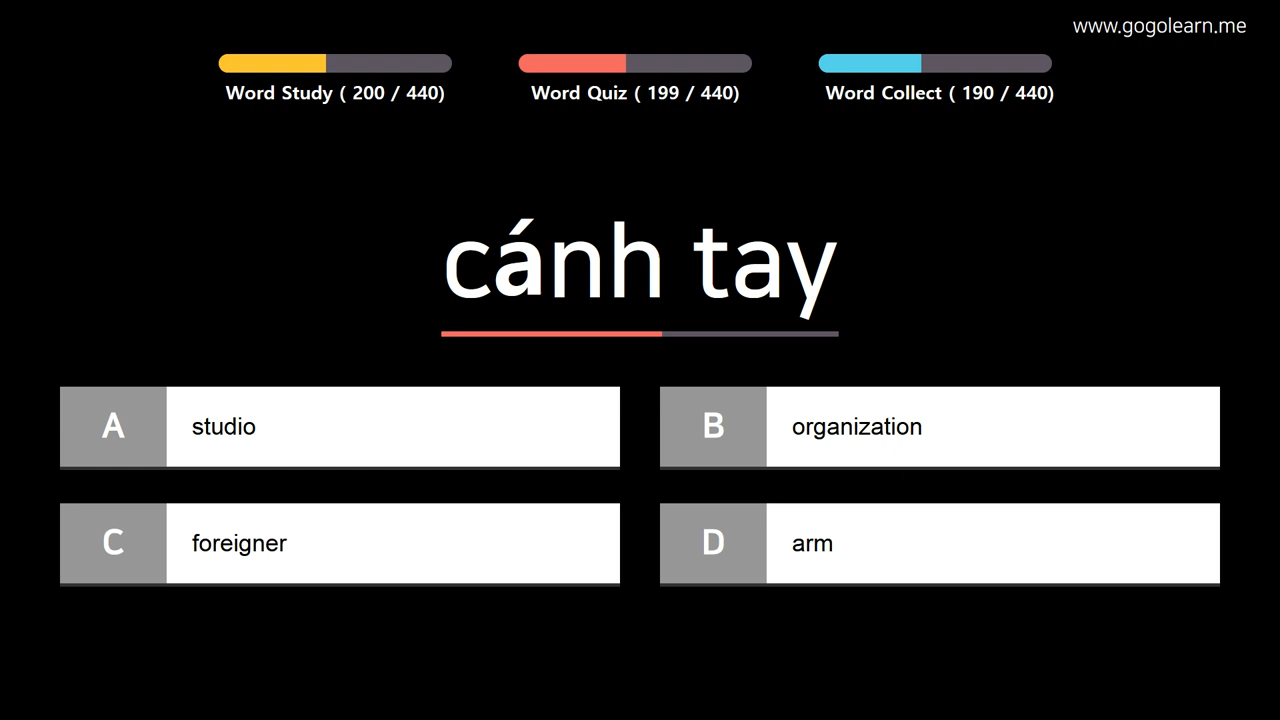 www.gogolearn.me
Word Study ( 200 / 440)
Word Quiz ( 199 / 440)
Word Collect ( 190 / 440)
cánh tay
A studio
B organization
C foreigner
D arm